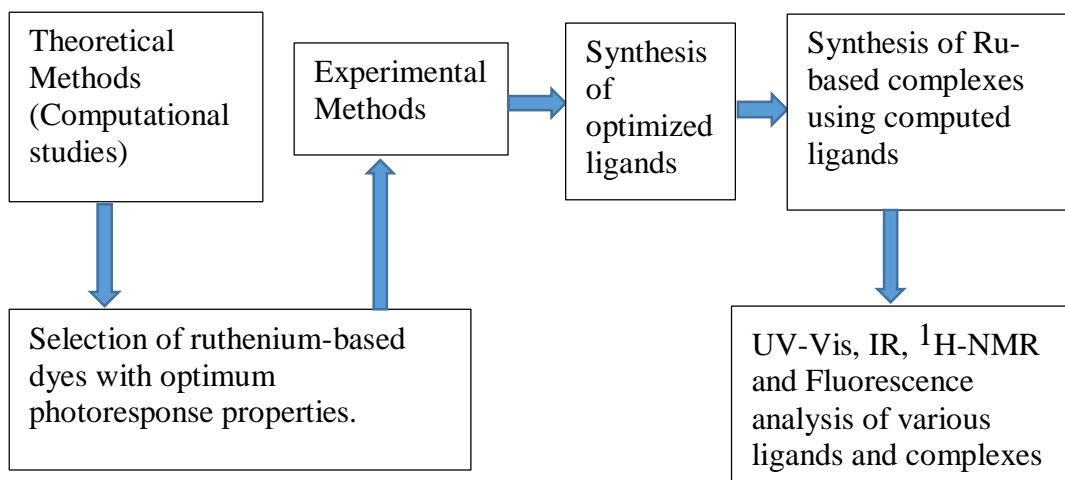 Theoretical
Methods
(Computational
studies)
Selection of ruthenium-based
dyes with optimum
photoresponse properties.
Experimental
Methods
Synthesis
of
optimized
ligands
Synthesis of Ru-
based complexes
using computed
ligands
UV-Vis, IR, ¹H-NMR
and Fluorescence
analysis of various
ligands and complexes